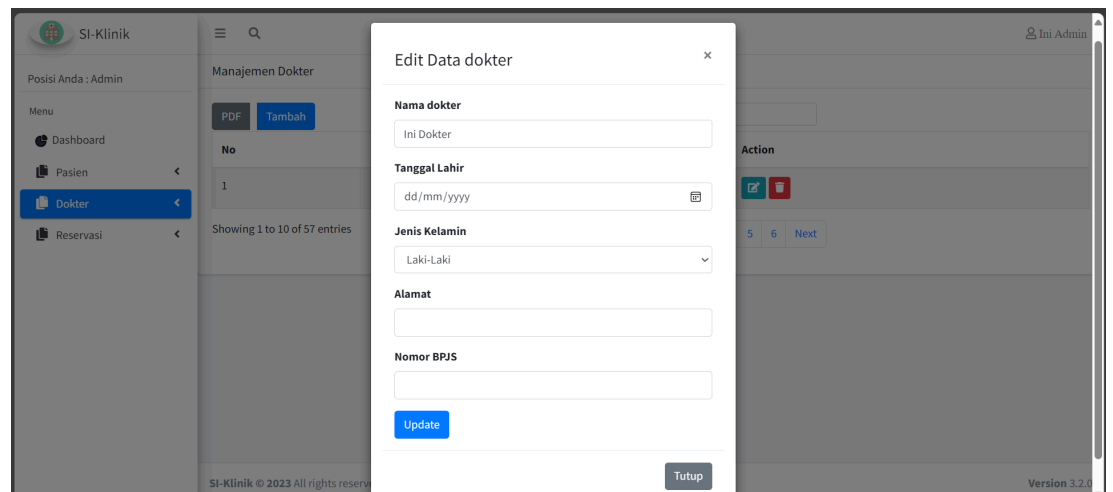 SI-Klinik
Ini Admin
Posisi Anda : Admin
Menu
Dashboard
Pasien
Dokter
Reservasi
Manajemen Dokter
PDF
Tambah
No
Action
1
Showing 1 to 10 of 57 entries
5 6 Next
Edit Data dokter
×
Nama dokter
Ini Dokter
Tanggal Lahir
dd/mm/yyyy
Jenis Kelamin
Laki-Laki
Alamat
Nomor BPJS
Update
Tutup
SI-Klinik © 2023 All rights
Version 3.2.0